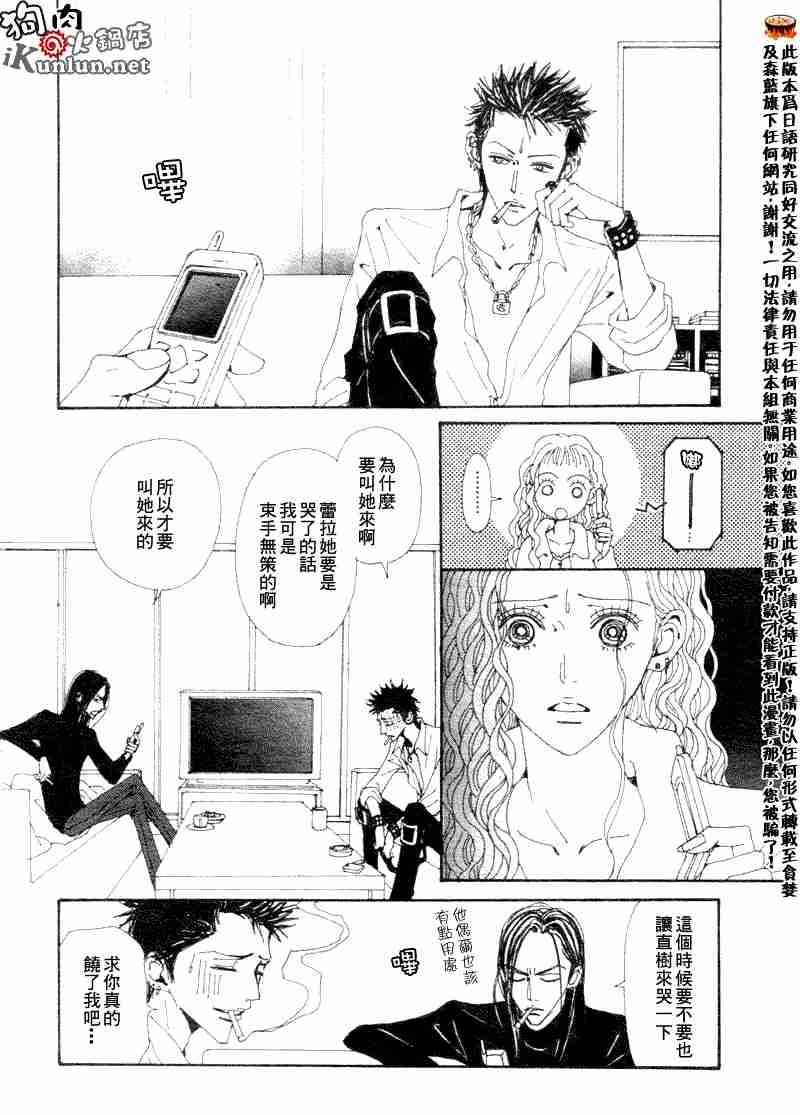 狗肉
火鍋店
iKunlun.net
此版本爲日語研究同好交流之用,請勿用于任何商業用途。如您喜歡此作品,請支持正版!請勿以任何形式轉載至貪婪
及森藍旗下任何網站,謝謝!一切法律責任與本組無關。如果您被告知需要付款才能看到此漫畫,那麼,您被騙了!
嗶
嗶
……
為什麼
要叫她來啊
蕾拉她要是
哭了的話
我可是
束手無策的啊
所以才要
叫她來的
這個時候要不要也
讓直樹來哭一下
他偶爾也該
有點用處
嗶
求你真的
饒了我吧…